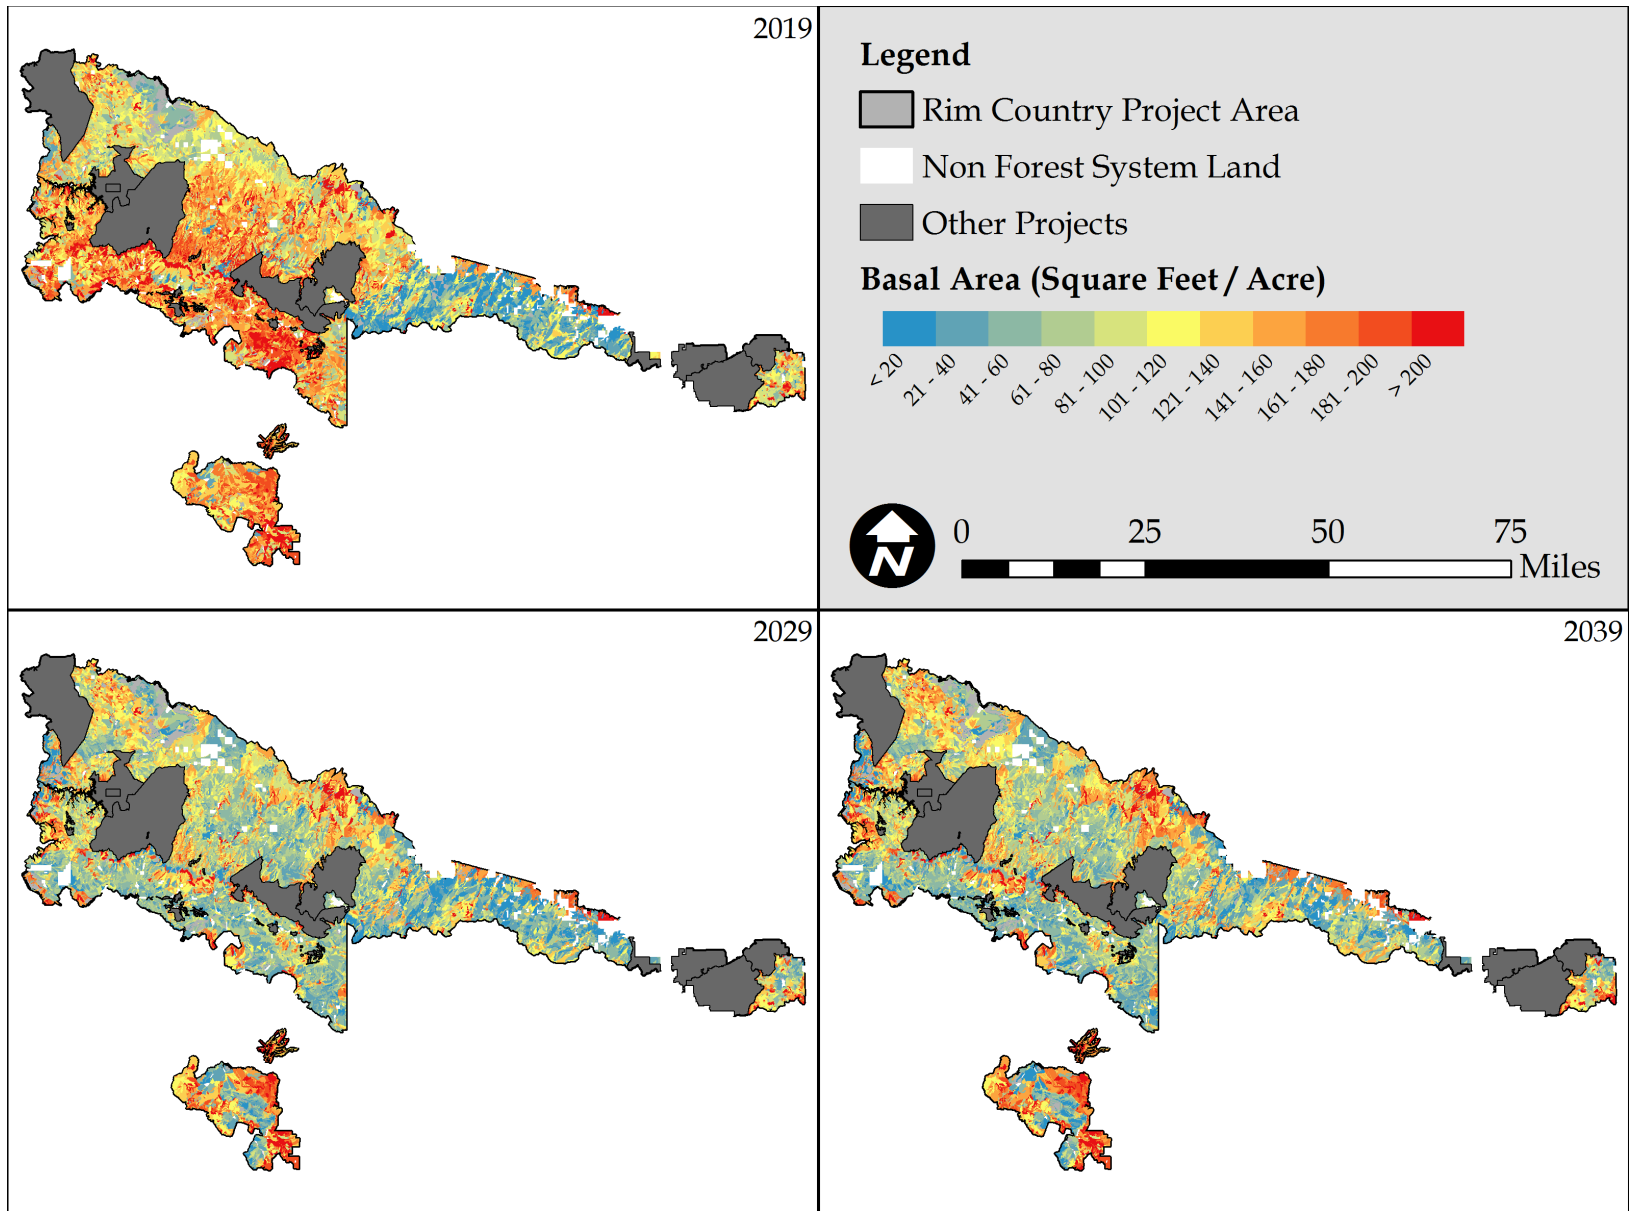 2019
Legend
Rim Country Project Area
Non Forest System Land
Other Projects
Basal Area (Square Feet / Acre)
< 20
21 - 40
41 - 60
61 - 80
81 - 100
101 - 120
121 - 140
141 - 160
161 - 180
181 - 200
> 200
N
0 25 50 75
Miles
2029
2039